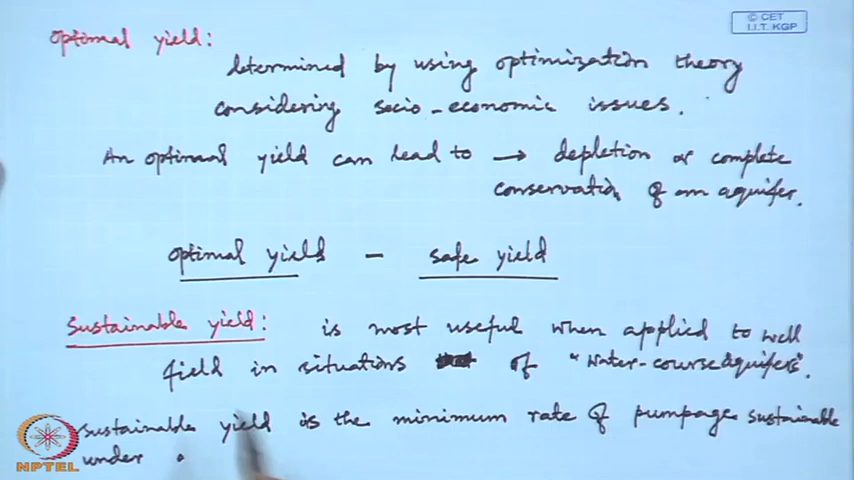 © CET
I.I.T. KGP
Optimal yield:
determined by using optimization theory
considering socio-economic issues.
An optimal yield can lead to → depletion or complete
conservation of an aquifer.
Optimal yield - safe yield
Sustainable yield: is most useful when applied to well
field in situations of "Water-course aquifers".
Sustainable yield is the minimum rate of pumpage sustainable
under
NPTEL